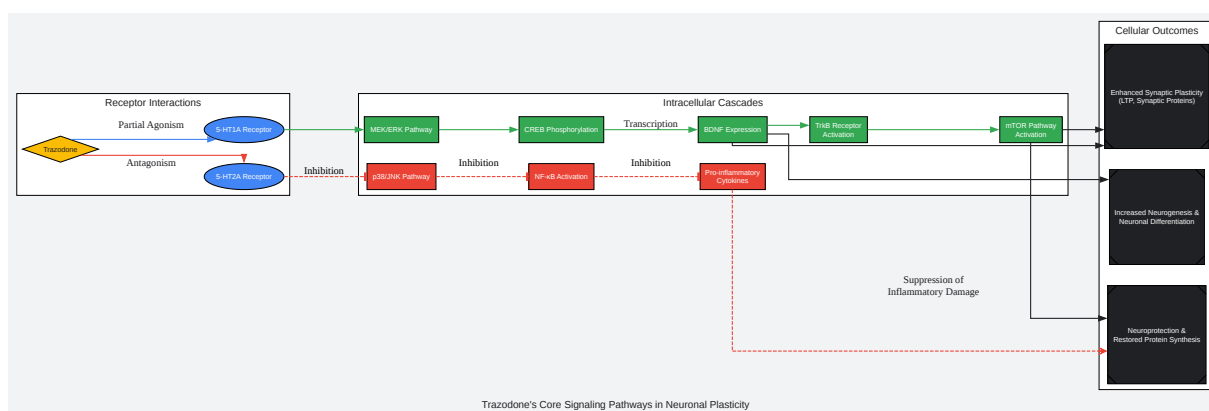 Cellular Outcomes
Enhanced Synaptic Plasticity
(LTP, Synaptic Proteins)
Receptor Interactions
Intracellular Cascades
Partial Agonism
5-HT1A Receptor
MEK/ERK Pathway
CREB Phosphorylation
Transcription
BDNF Expression
TrkB Receptor
Activation
mTOR Pathway
Activation
Trazodone
Antagonism
5-HT2A Receptor
Inhibition
p38/JNK Pathway
Inhibition
NF-κB Activation
Inhibition
Pro-inflammatory
Cytokines
Increased Neurogenesis &
Neuronal Differentiation
Suppression of
Inflammatory Damage
Neuroprotection &
Restored Protein Synthesis
Trazodone's Core Signaling Pathways in Neuronal Plasticity